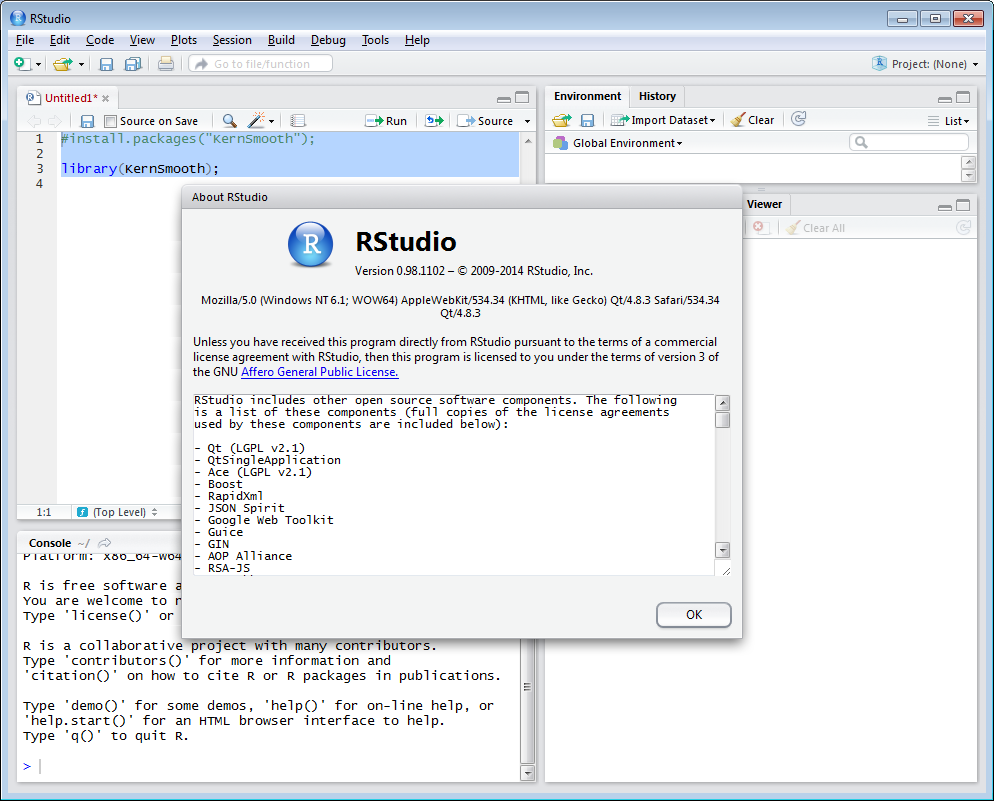 RStudio
File Edit Code View Plots Session Build Debug Tools Help
Go to file/function
Project: (None)
Untitled1*
Source on Save
Run
Source
1 #install.packages("KernSmooth");
2
3 library(KernSmooth);
4
1:1
(Top Level)
Environment History
Import Dataset
Clear
List
Global Environment
Viewer
Clear All
About RStudio
R
RStudio
Version 0.98.1102 – © 2009-2014 RStudio, Inc.
Mozilla/5.0 (Windows NT 6.1; WOW64) AppleWebKit/534.34 (KHTML, like Gecko) Qt/4.8.3 Safari/534.34
Qt/4.8.3
Unless you have received this program directly from RStudio pursuant to the terms of a commercial
license agreement with RStudio, then this program is licensed to you under the terms of version 3 of
the GNU Affero General Public License.
RStudio includes other open source software components. The following
is a list of these components (full copies of the license agreements
used by these components are included below):
- Qt (LGPL v2.1)
- QtSingleApplication
- Ace (LGPL v2.1)
- Boost
- RapidXml
- JSON Spirit
- Google Web Toolkit
- Guice
- GIN
- AOP Alliance
- RSA-JS
OK
Console ~/
Platform: x86_64-w64
R is free software a
You are welcome to r
Type 'license()' or
R is a collaborative project with many contributors.
Type 'contributors()' for more information and
'citation()' on how to cite R or R packages in publications.
Type 'demo()' for some demos, 'help()' for on-line help, or
'help.start()' for an HTML browser interface to help.
Type 'q()' to quit R.
>